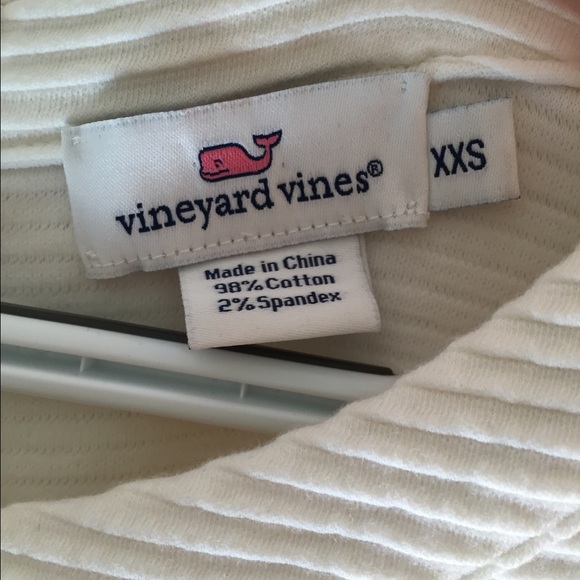 vineyard vines®
XXS
Made in China
98% Cotton
2% Spandex